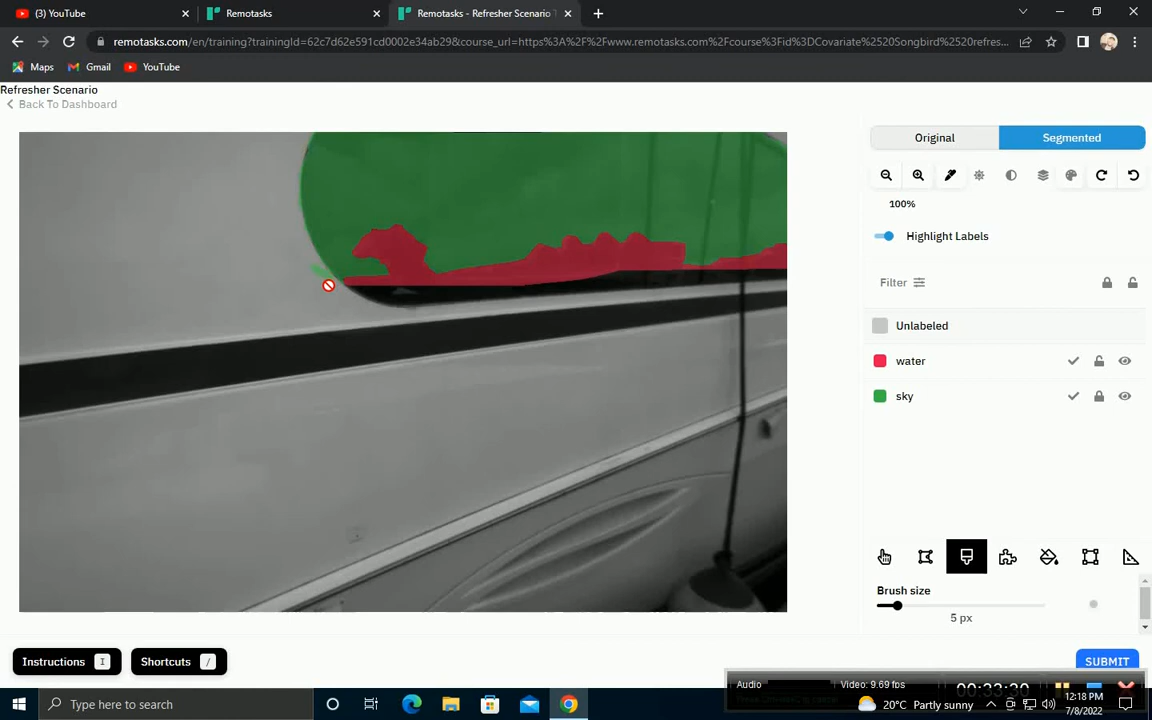 (3) YouTube
Remotasks
Remotasks - Refresher Scenario T
remotasks.com/en/training?trainingId=62c7d62e591cd0002e34ab29&course_url=https%3A%2F%2Fwww.remotasks.com%2Fcourse%3Fid%3DCovariate%2520Songbird%2520refres...
Maps
Gmail
YouTube
Refresher Scenario
Back To Dashboard
Original
Segmented
100%
Highlight Labels
Filter
Unlabeled
water
sky
Brush size
5 px
Instructions I
Shortcuts /
SUBMIT
Audio
Video: 9.69 fps
00:33:30
Type here to search
20°C Partly sunny
12:18 PM
7/8/2022